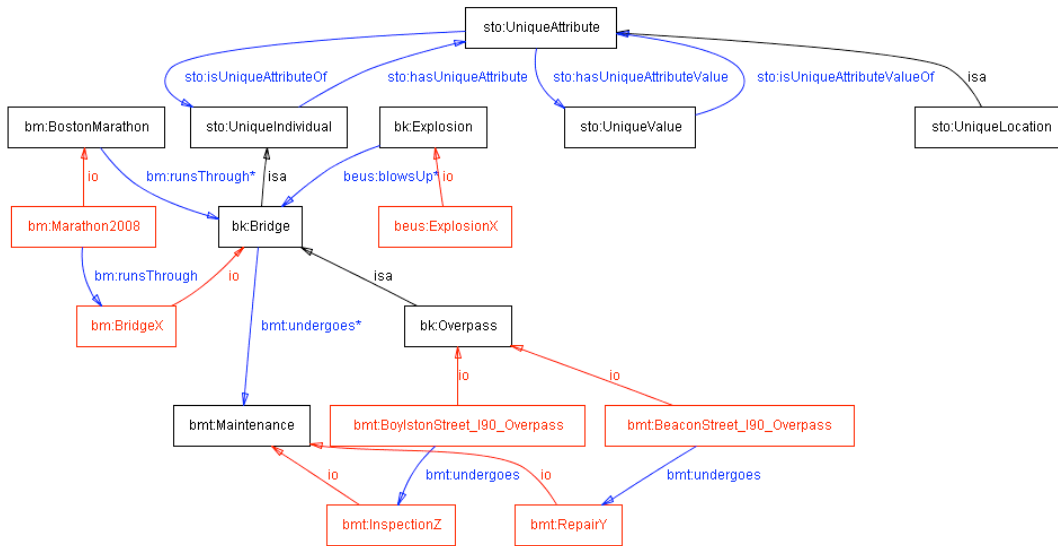 sto:UniqueAttribute
sto:isUniqueAttributeOf
sto:hasUniqueAttribute
sto:hasUniqueAttributeValue
sto:isUniqueAttributeValueOf
isa
bm:BostonMarathon
sto:UniqueIndividual
bk:Explosion
sto:UniqueValue
sto:UniqueLocation
io
bm:runsThrough*
isa
beus:blowsUp*
io
bm:Marathon2008
bk:Bridge
beus:ExplosionX
bm:runsThrough
io
isa
bm:BridgeX
bmt:undergoes*
bk:Overpass
io
io
bmt:Maintenance
bmt:BoylstonStreet_I90_Overpass
bmt:BeaconStreet_I90_Overpass
io
bmt:undergoes
io
bmt:undergoes
bmt:InspectionZ
bmt:RepairY